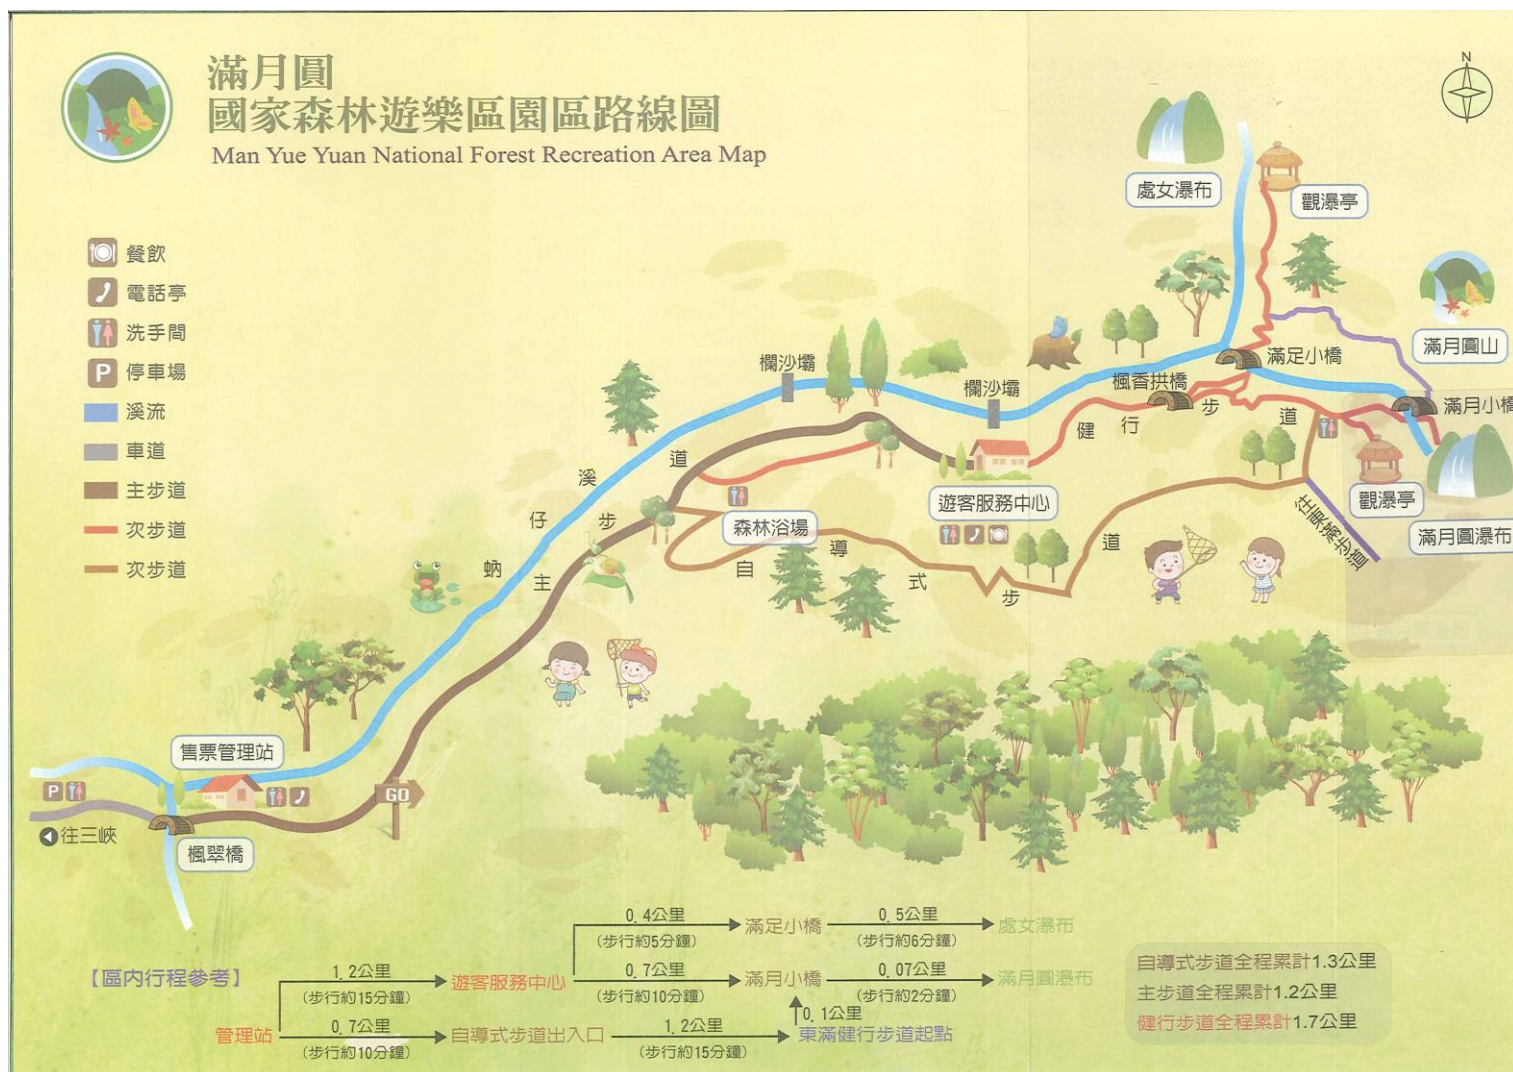 滿月圓
國家森林遊樂區園區路線圖
Man Yue Yuan National Forest Recreation Area Map
N
餐飲
電話亭
洗手間
P 停車場
溪流
車道
主步道
次步道
次步道
處女瀑布
觀瀑亭
滿月圓山
滿足小橋
滿月小橋
楓香拱橋
欄沙壩
欄沙壩
健行步道
觀瀑亭
滿月圓瀑布
往東滿步道
遊客服務中心
森林浴場
自導式步道
蚋仔溪
主步道
售票管理站
P
GO
往三峽
楓翠橋
【區內行程參考】
管理站
1.2公里
(步行約15分鐘)
遊客服務中心
0.4公里
(步行約5分鐘)
滿足小橋
0.5公里
(步行約6分鐘)
處女瀑布
0.7公里
(步行約10分鐘)
滿月小橋
0.07公里
(步行約2分鐘)
滿月圓瀑布
0.7公里
(步行約10分鐘)
自導式步道出入口
1.2公里
(步行約15分鐘)
東滿健行步道起點
0.1公里
自導式步道全程累計1.3公里
主步道全程累計1.2公里
健行步道全程累計1.7公里